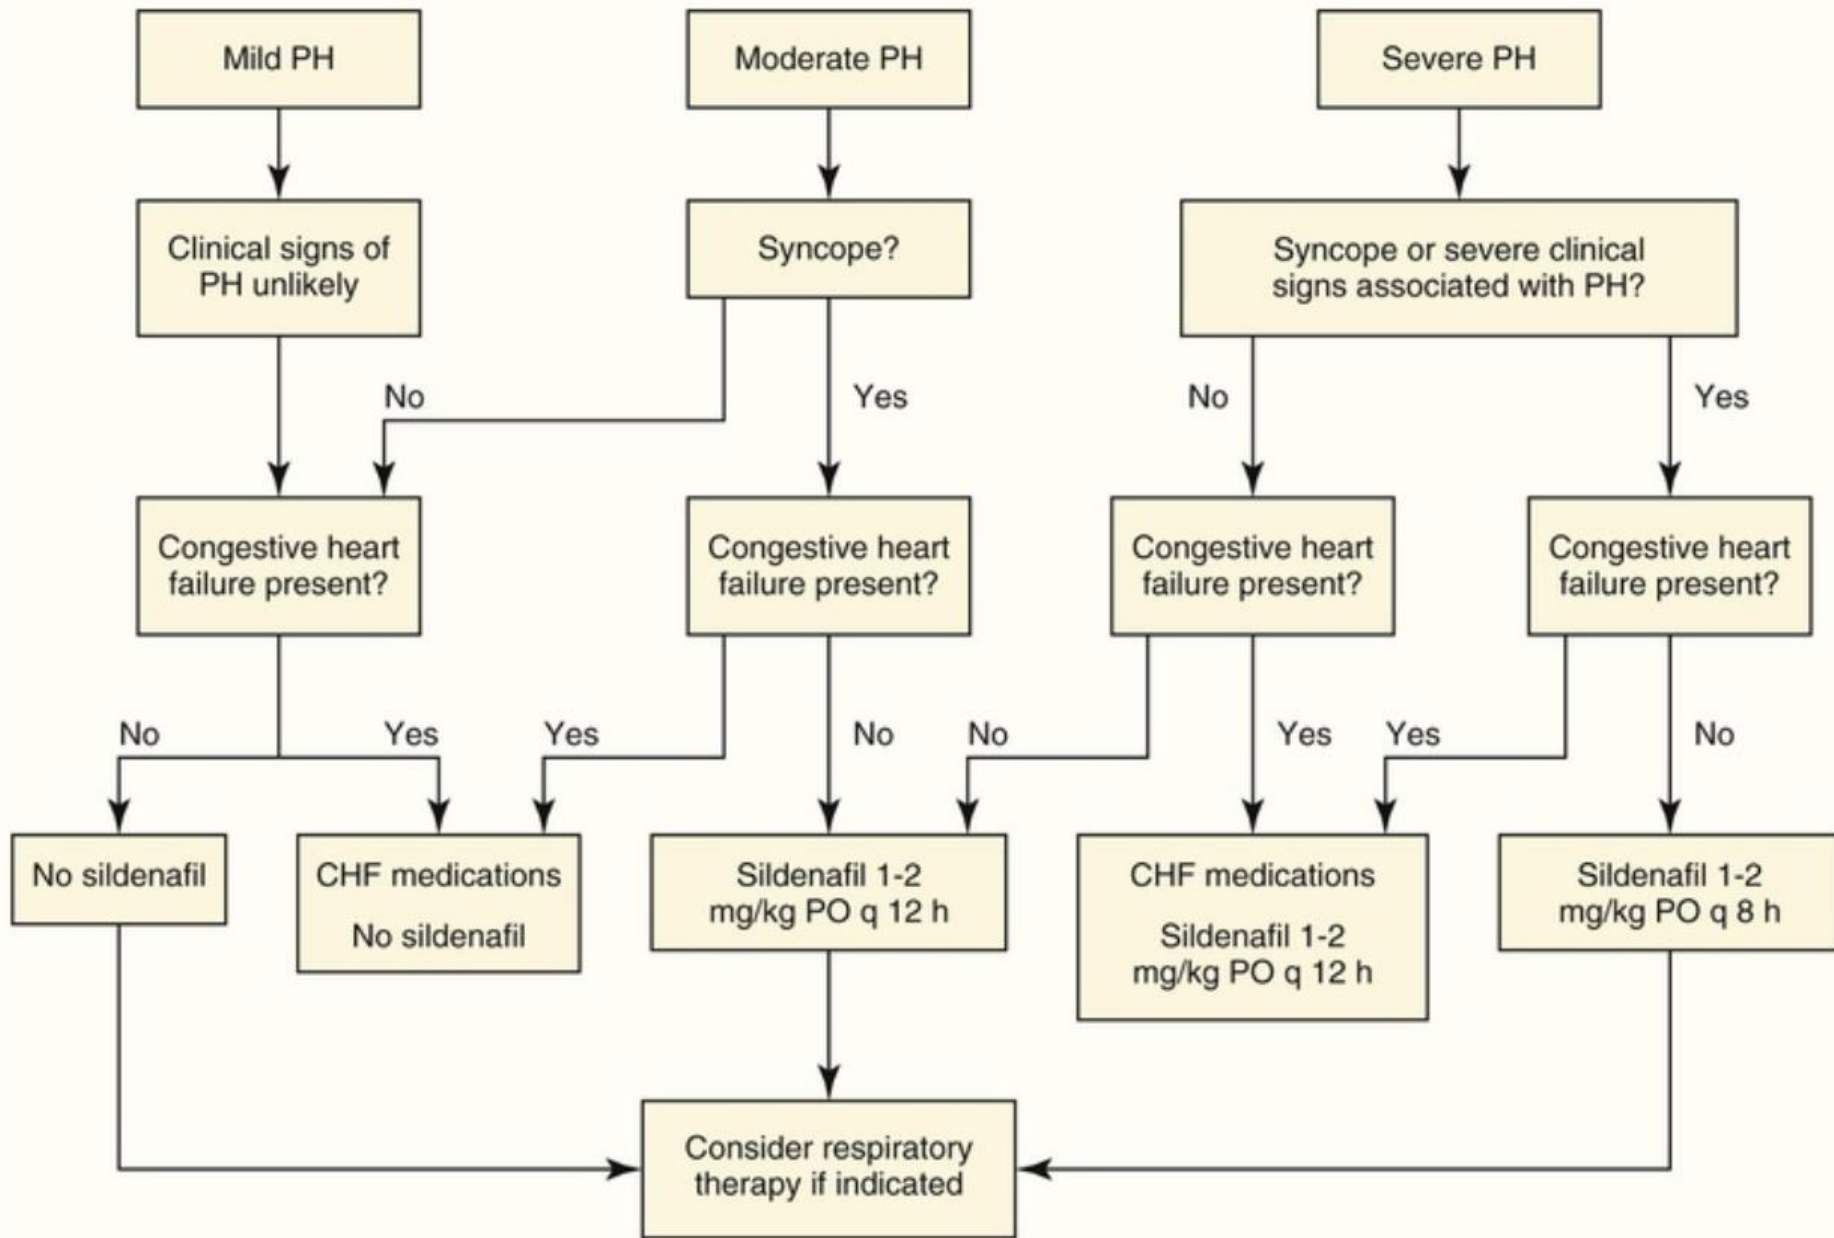 Mild PH
Moderate PH
Severe PH
Clinical signs of
PH unlikely
Syncope?
Syncope or severe clinical
signs associated with PH?
No
Yes
No
Yes
Congestive heart
failure present?
Congestive heart
failure present?
Congestive heart
failure present?
Congestive heart
failure present?
No
Yes
Yes
No
No
Yes
Yes
No
No sildenafil
CHF medications
No sildenafil
Sildenafil 1-2
mg/kg PO q 12 h
CHF medications
Sildenafil 1-2
mg/kg PO q 12 h
Sildenafil 1-2
mg/kg PO q 8 h
Consider respiratory
therapy if indicated